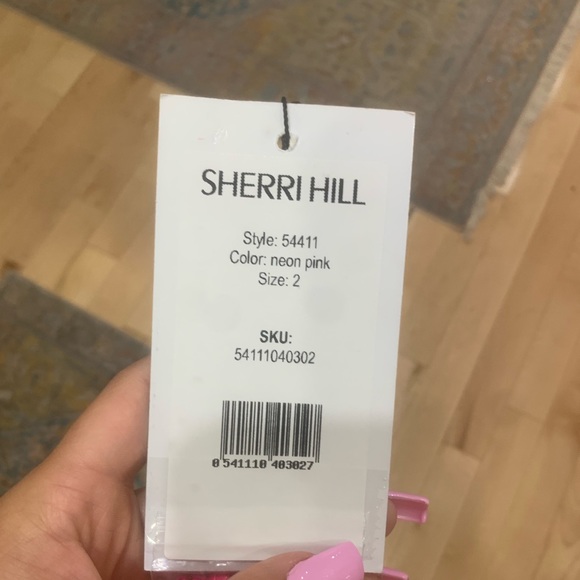 SHERRI HILL
Style: 54411
Color: neon pink
Size: 2
SKU:
54111040302
0 541110 403027